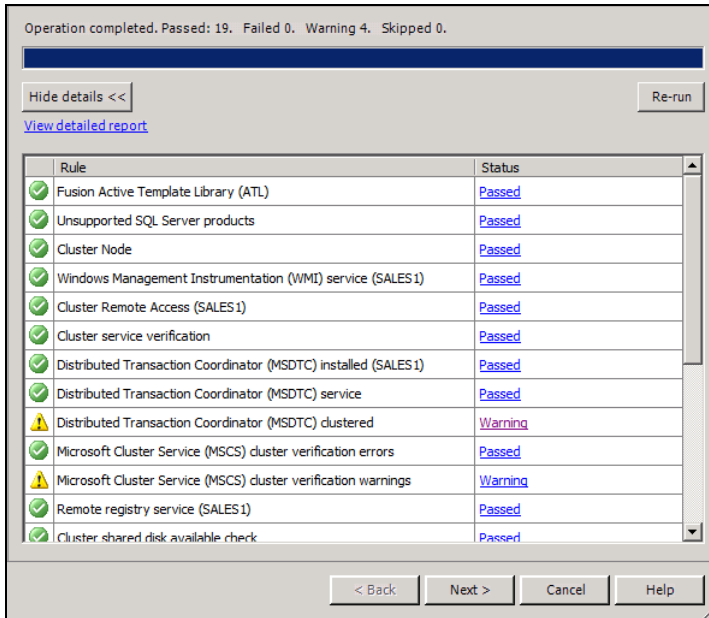 Operation completed. Passed: 19. Failed 0. Warning 4. Skipped 0.
Hide details <<
Re-run
View detailed report
Rule Status
Fusion Active Template Library (ATL) Passed
Unsupported SQL Server products Passed
Cluster Node Passed
Windows Management Instrumentation (WMI) service (SALES1) Passed
Cluster Remote Access (SALES1) Passed
Cluster service verification Passed
Distributed Transaction Coordinator (MSDTC) installed (SALES1) Passed
Distributed Transaction Coordinator (MSDTC) service Passed
Distributed Transaction Coordinator (MSDTC) clustered Warning
Microsoft Cluster Service (MSCS) cluster verification errors Passed
Microsoft Cluster Service (MSCS) cluster verification warnings Warning
Remote registry service (SALES1) Passed
Cluster shared disk available check Passed
< Back Next > Cancel Help